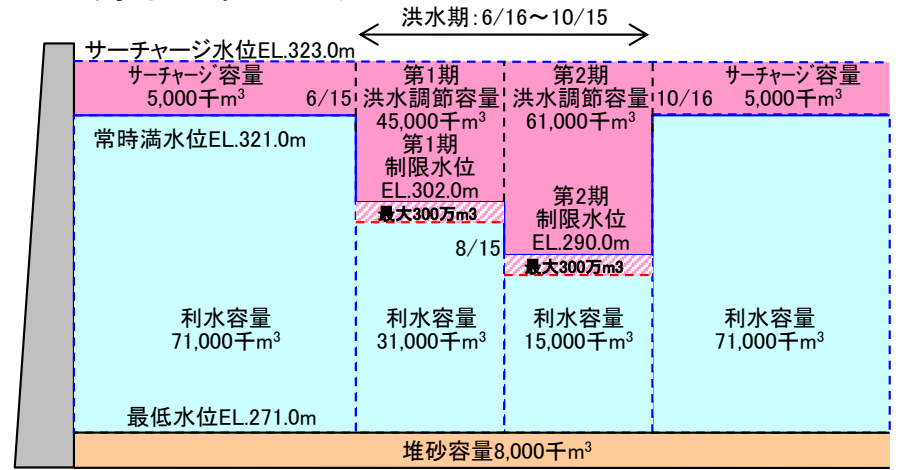 洪水期:6/16～10/15
サーチャージ水位EL.323.0m
サーチャージ容量
5,000千m³
6/15
第1期
洪水調節容量
45,000千m³
第1期
制限水位
EL.302.0m
最大300万m3
8/15
第2期
洪水調節容量
61,000千m³
第2期
制限水位
EL.290.0m
最大300万m3
10/16
サーチャージ容量
5,000千m³
常時満水位EL.321.0m
利水容量
71,000千m³
利水容量
31,000千m³
利水容量
15,000千m³
利水容量
71,000千m³
最低水位EL.271.0m
堆砂容量8,000千m³